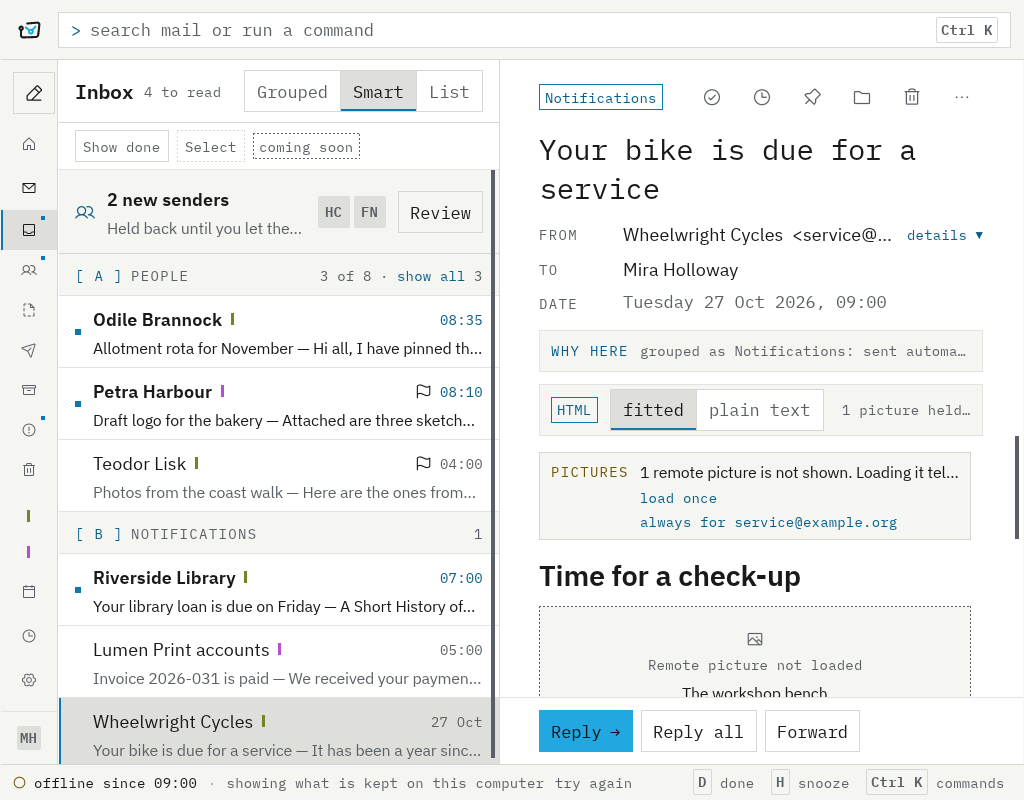 > search mail or run a command
Ctrl K
Inbox 4 to read
Grouped Smart List
Show done Select coming soon
2 new senders
Held back until you let the...
HC FN Review
[ A ] PEOPLE 3 of 8 · show all 3
Odile Brannock 08:35
Allotment rota for November — Hi all, I have pinned th...
Petra Harbour 08:10
Draft logo for the bakery — Attached are three sketch...
Teodor Lisk 04:00
Photos from the coast walk — Here are the ones from...
[ B ] NOTIFICATIONS 1
Riverside Library 07:00
Your library loan is due on Friday — A Short History of...
Lumen Print accounts 05:00
Invoice 2026-031 is paid — We received your paymen...
Wheelwright Cycles 27 Oct
Your bike is due for a service — It has been a year sinc...
MH
Notifications
Your bike is due for a
service
FROM Wheelwright Cycles <service@... details ▼
TO Mira Holloway
DATE Tuesday 27 Oct 2026, 09:00
WHY HERE grouped as Notifications: sent automa...
HTML fitted plain text 1 picture held...
PICTURES 1 remote picture is not shown. Loading it tel...
load once
always for service@example.org
Time for a check-up
Remote picture not loaded
The workshop bench
Reply → Reply all Forward
offline since 09:00 · showing what is kept on this computer try again
D done H snooze Ctrl K commands